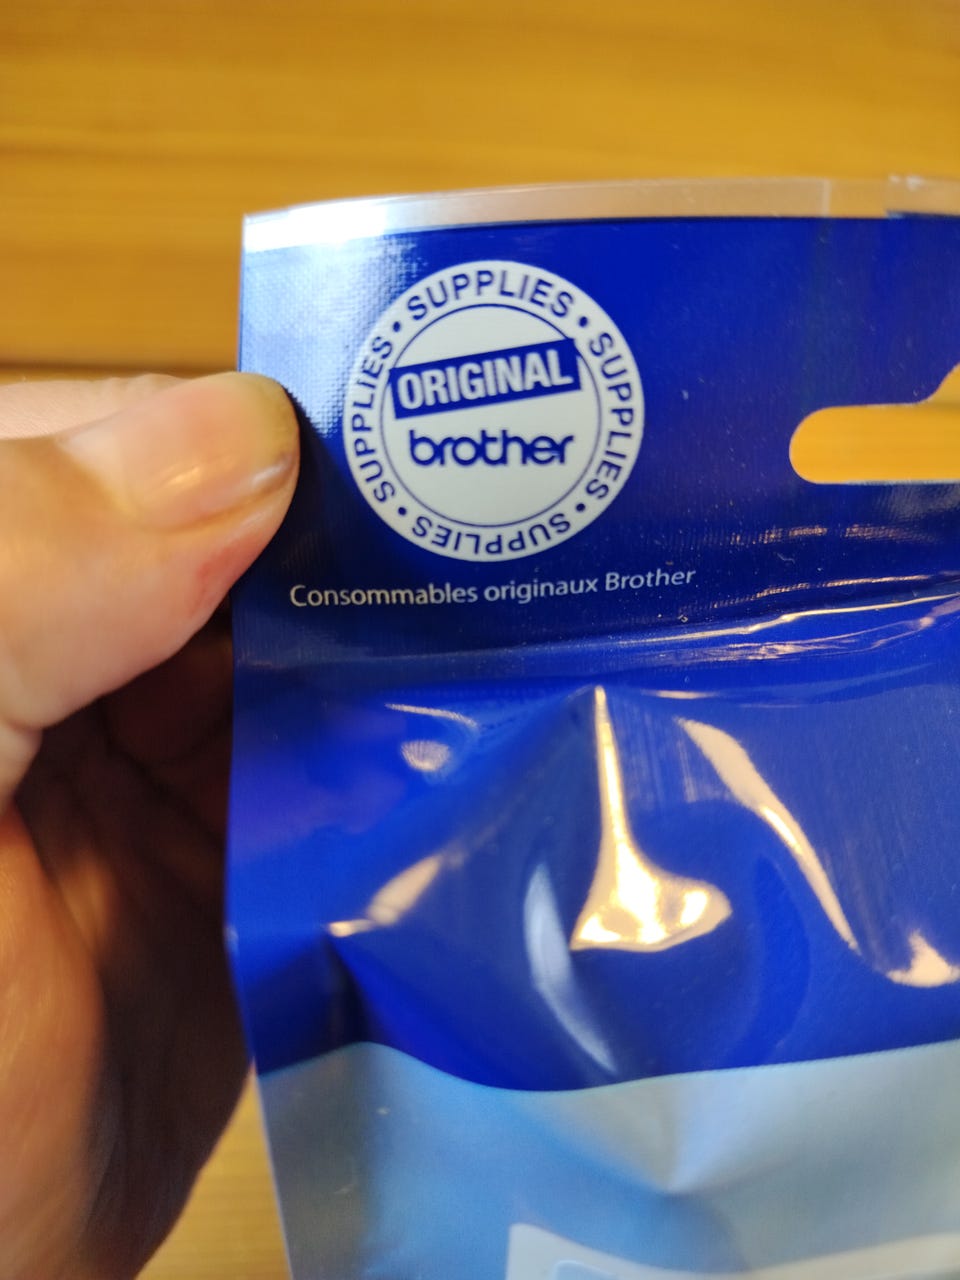 SUPPLIES • SUPPLIES • SUPPLIES • SUPPLIES •
ORIGINAL
brother
Consommables originaux Brother